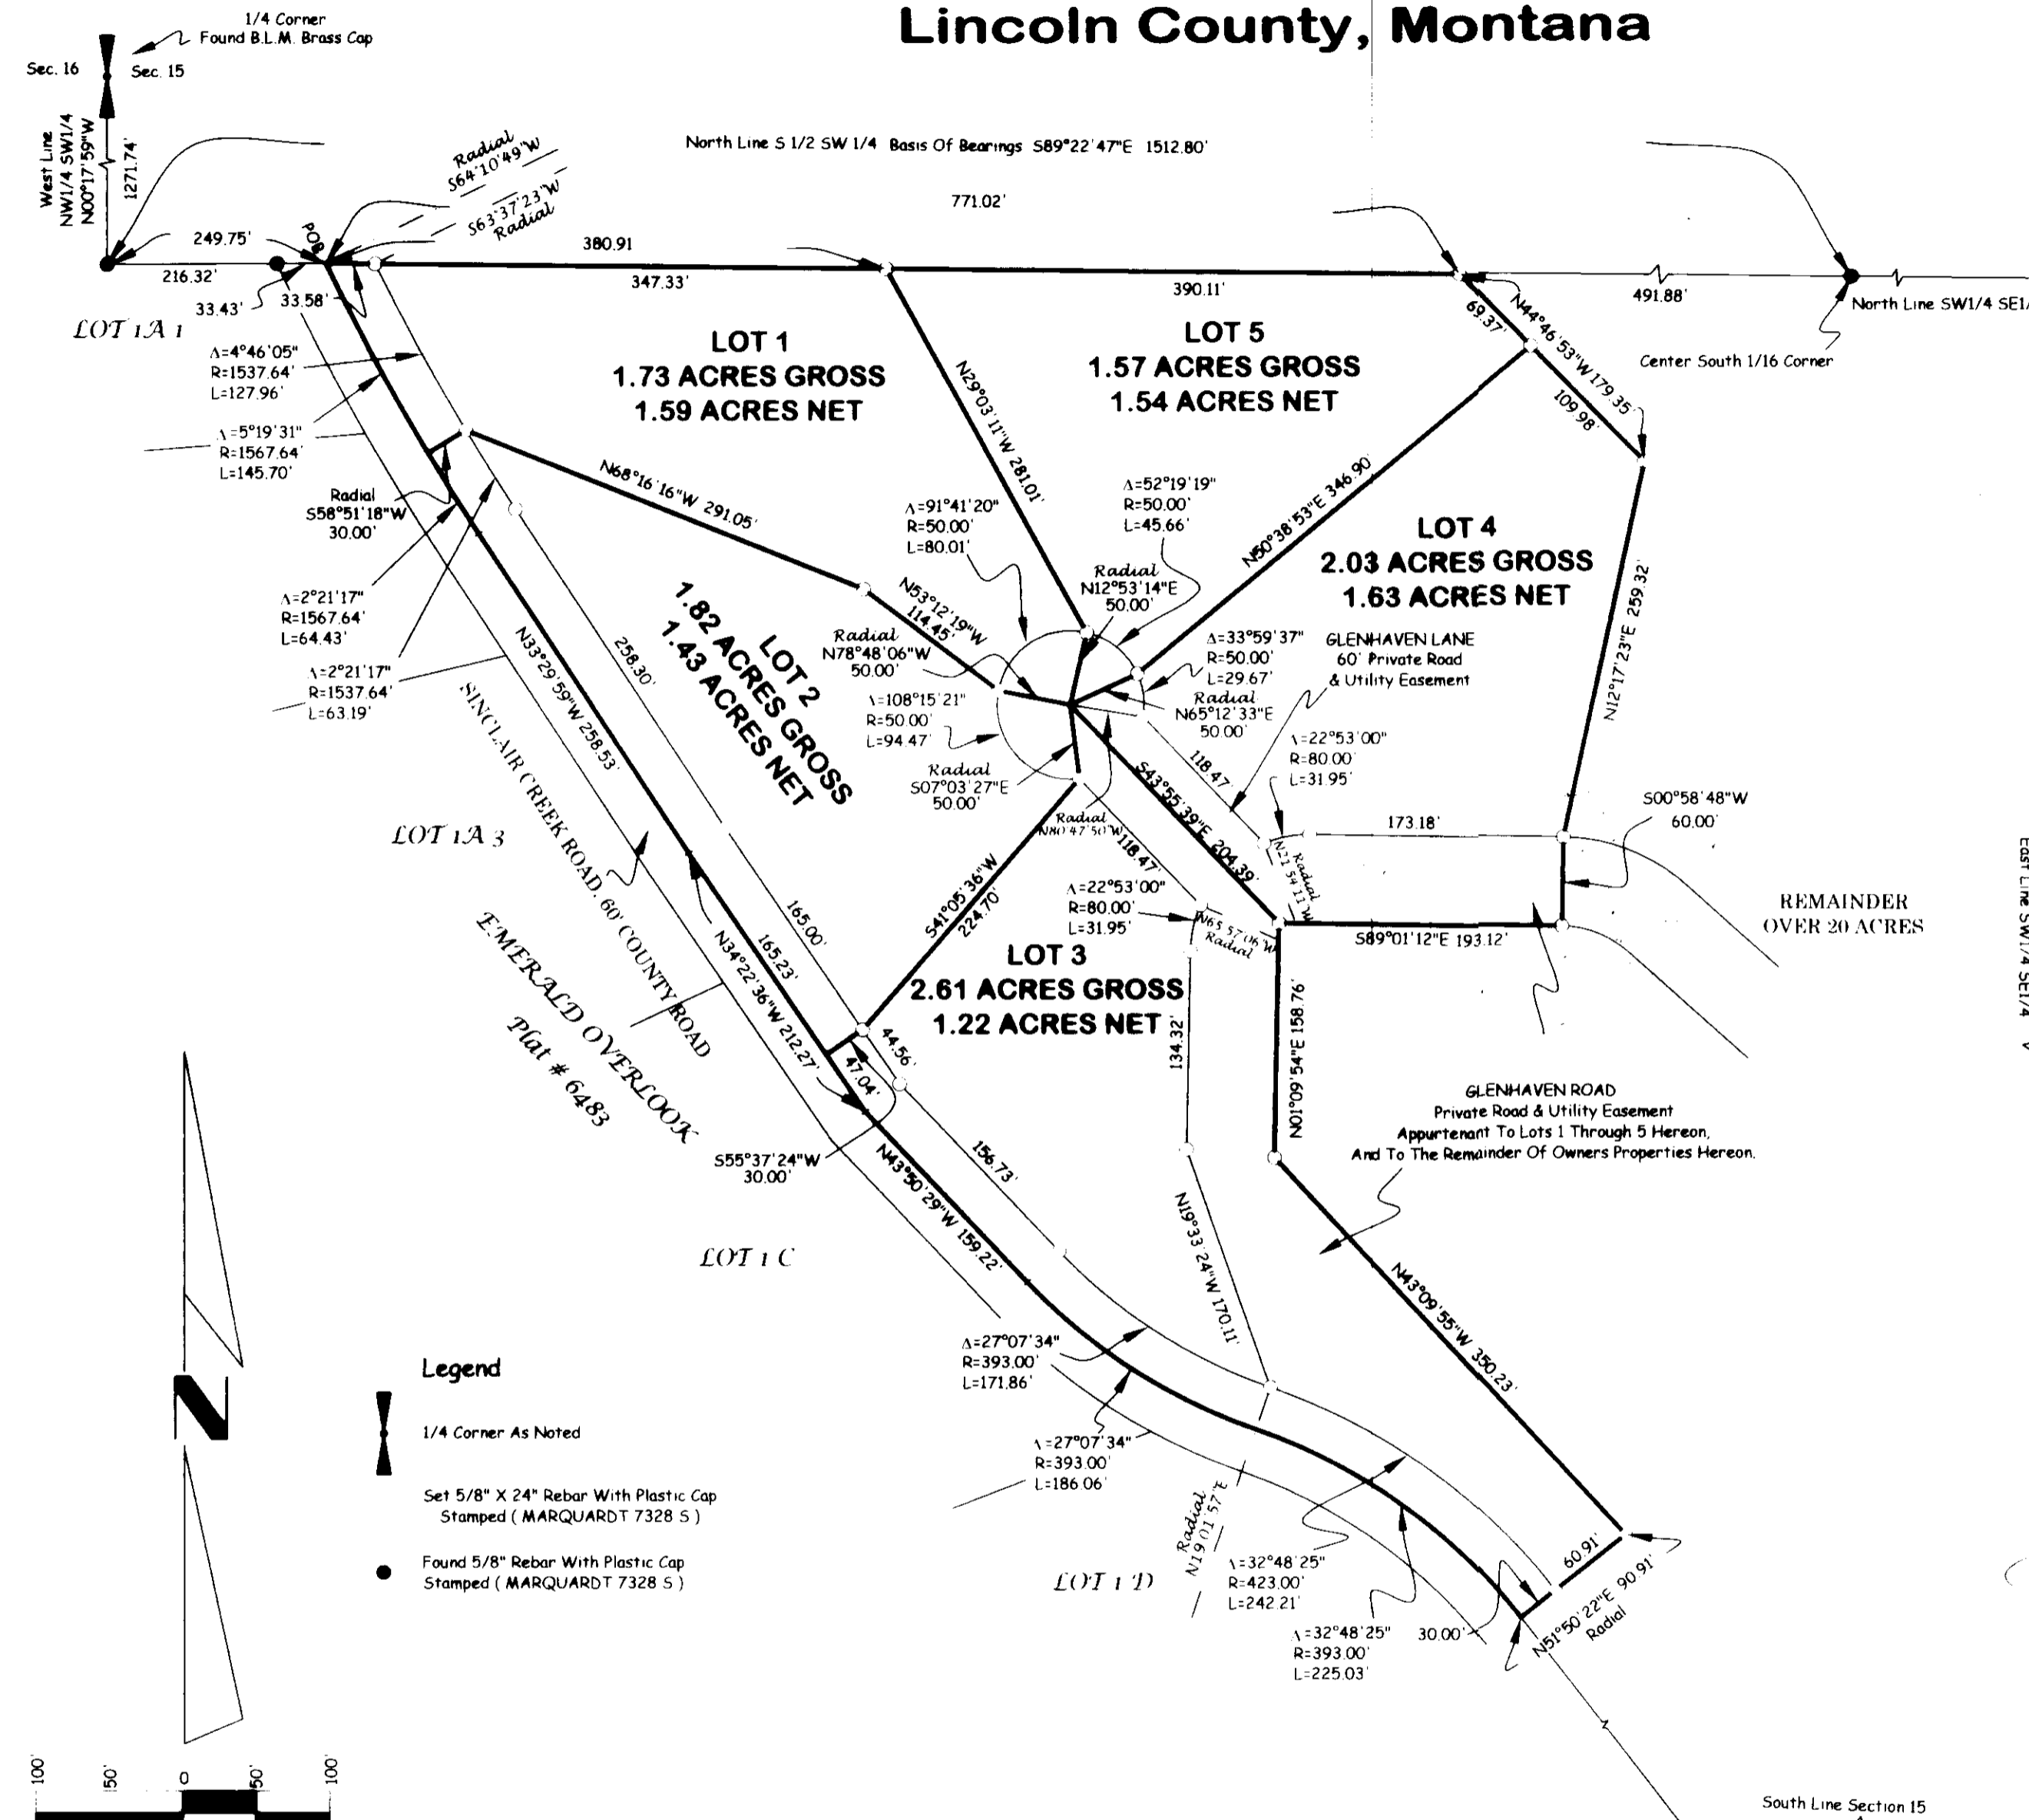 Lincoln County, Montana
1/4 Corner
Found B.L.M. Brass Cap
Sec. 16
Sec. 15
West Line
NW1/4 SW1/4
N00°17'59"W
1271.74'
North Line S 1/2 SW 1/4 Basis Of Bearings S89°22'47"E 1512.80'
771.02'
Radial
S64°10'49"W
S63°37'23"W
Radial
POB
249.75'
216.32'
33.43'
33.58'
380.91
347.33'
390.11'
491.88'
North Line SW1/4 SE1/
Center South 1/16 Corner
N44°46'53"W 179.35'
69.37'
109.98'
LOT 1A 1
Δ=4°46'05"
R=1537.64'
L=127.96'
Δ=5°19'31"
R=1567.64'
L=145.70'
Radial
S58°51'18"W
30.00'
Δ=2°21'17"
R=1567.64'
L=64.43'
Δ=2°21'17"
R=1537.64'
L=63.19'
LOT 1
1.73 ACRES GROSS
1.59 ACRES NET
LOT 5
1.57 ACRES GROSS
1.54 ACRES NET
N29°03'11"W 281.01'
N68°16'16"W 291.05'
Δ=91°41'20"
R=50.00'
L=80.01'
Δ=52°19'19"
R=50.00'
L=45.66'
N50°38'53"E 346.90'
LOT 4
2.03 ACRES GROSS
1.63 ACRES NET
N12°17'23"E 259.32'
Radial
N12°53'14"E
50.00'
N53°12'19"W
114.45'
Radial
N78°48'06"W
50.00'
Δ=33°59'37"
R=50.00'
L=29.67'
Radial
N65°12'33"E
50.00'
GLENHAVEN LANE
60' Private Road
& Utility Easement
Δ=108°15'21"
R=50.00'
L=94.47'
Radial
S07°03'27"E
50.00'
Radial
N80°47'50"W
118.47'
118.47'
Δ=22°53'00"
R=80.00'
L=31.95'
173.18'
S00°58'48"W
60.00'
S43°55'39"E 204.39'
Radial
N21°54'11"W
LOT 2
1.82 ACRES GROSS
1.43 ACRES NET
258.30'
N33°29'59"W 258.53'
SINCLAIR CREEK ROAD. 60' COUNTY ROAD
LOT 1A 3
EMERALD OVERLOOK
Plat # 6483
165.00'
165.23'
N34°22'36"W 212.27'
S41°05'36"W
224.70'
Δ=22°53'00"
R=80.00'
L=31.95'
N65°57'06"W
Radial
S89°01'12"E 193.12'
REMAINDER
OVER 20 ACRES
East Line SW1/4 SE1/4
LOT 3
2.61 ACRES GROSS
1.22 ACRES NET
44.56'
47.04'
S55°37'24"W
30.00'
134.32'
N01°09'54"E 158.76'
GLENHAVEN ROAD
Private Road & Utility Easement
Appurtenant To Lots 1 Through 5 Hereon,
And To The Remainder Of Owners Properties Hereon.
156.73'
N43°50'29"W 159.22'
N19°33'24"W 170.11'
N43°09'55"W 350.23'
LOT 1 C
Δ=27°07'34"
R=393.00'
L=171.86'
Δ=27°07'34"
R=393.00'
L=186.06'
Radial
N19°01'57"E
LOT 1 D
Δ=32°48'25"
R=423.00'
L=242.21'
Δ=32°48'25"
R=393.00'
L=225.03'
30.00'
60.91'
N51°50'22"E 90.91'
Radial
N
Legend
1/4 Corner As Noted
Set 5/8" X 24" Rebar With Plastic Cap
Stamped ( MARQUARDT 7328 S )
Found 5/8" Rebar With Plastic Cap
Stamped ( MARQUARDT 7328 S )
100'
50'
0
50'
100'
South Line Section 15